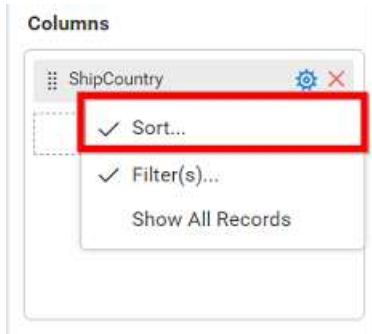 Columns
ShipCountry
Sort...
Filter(s)...
Show All Records